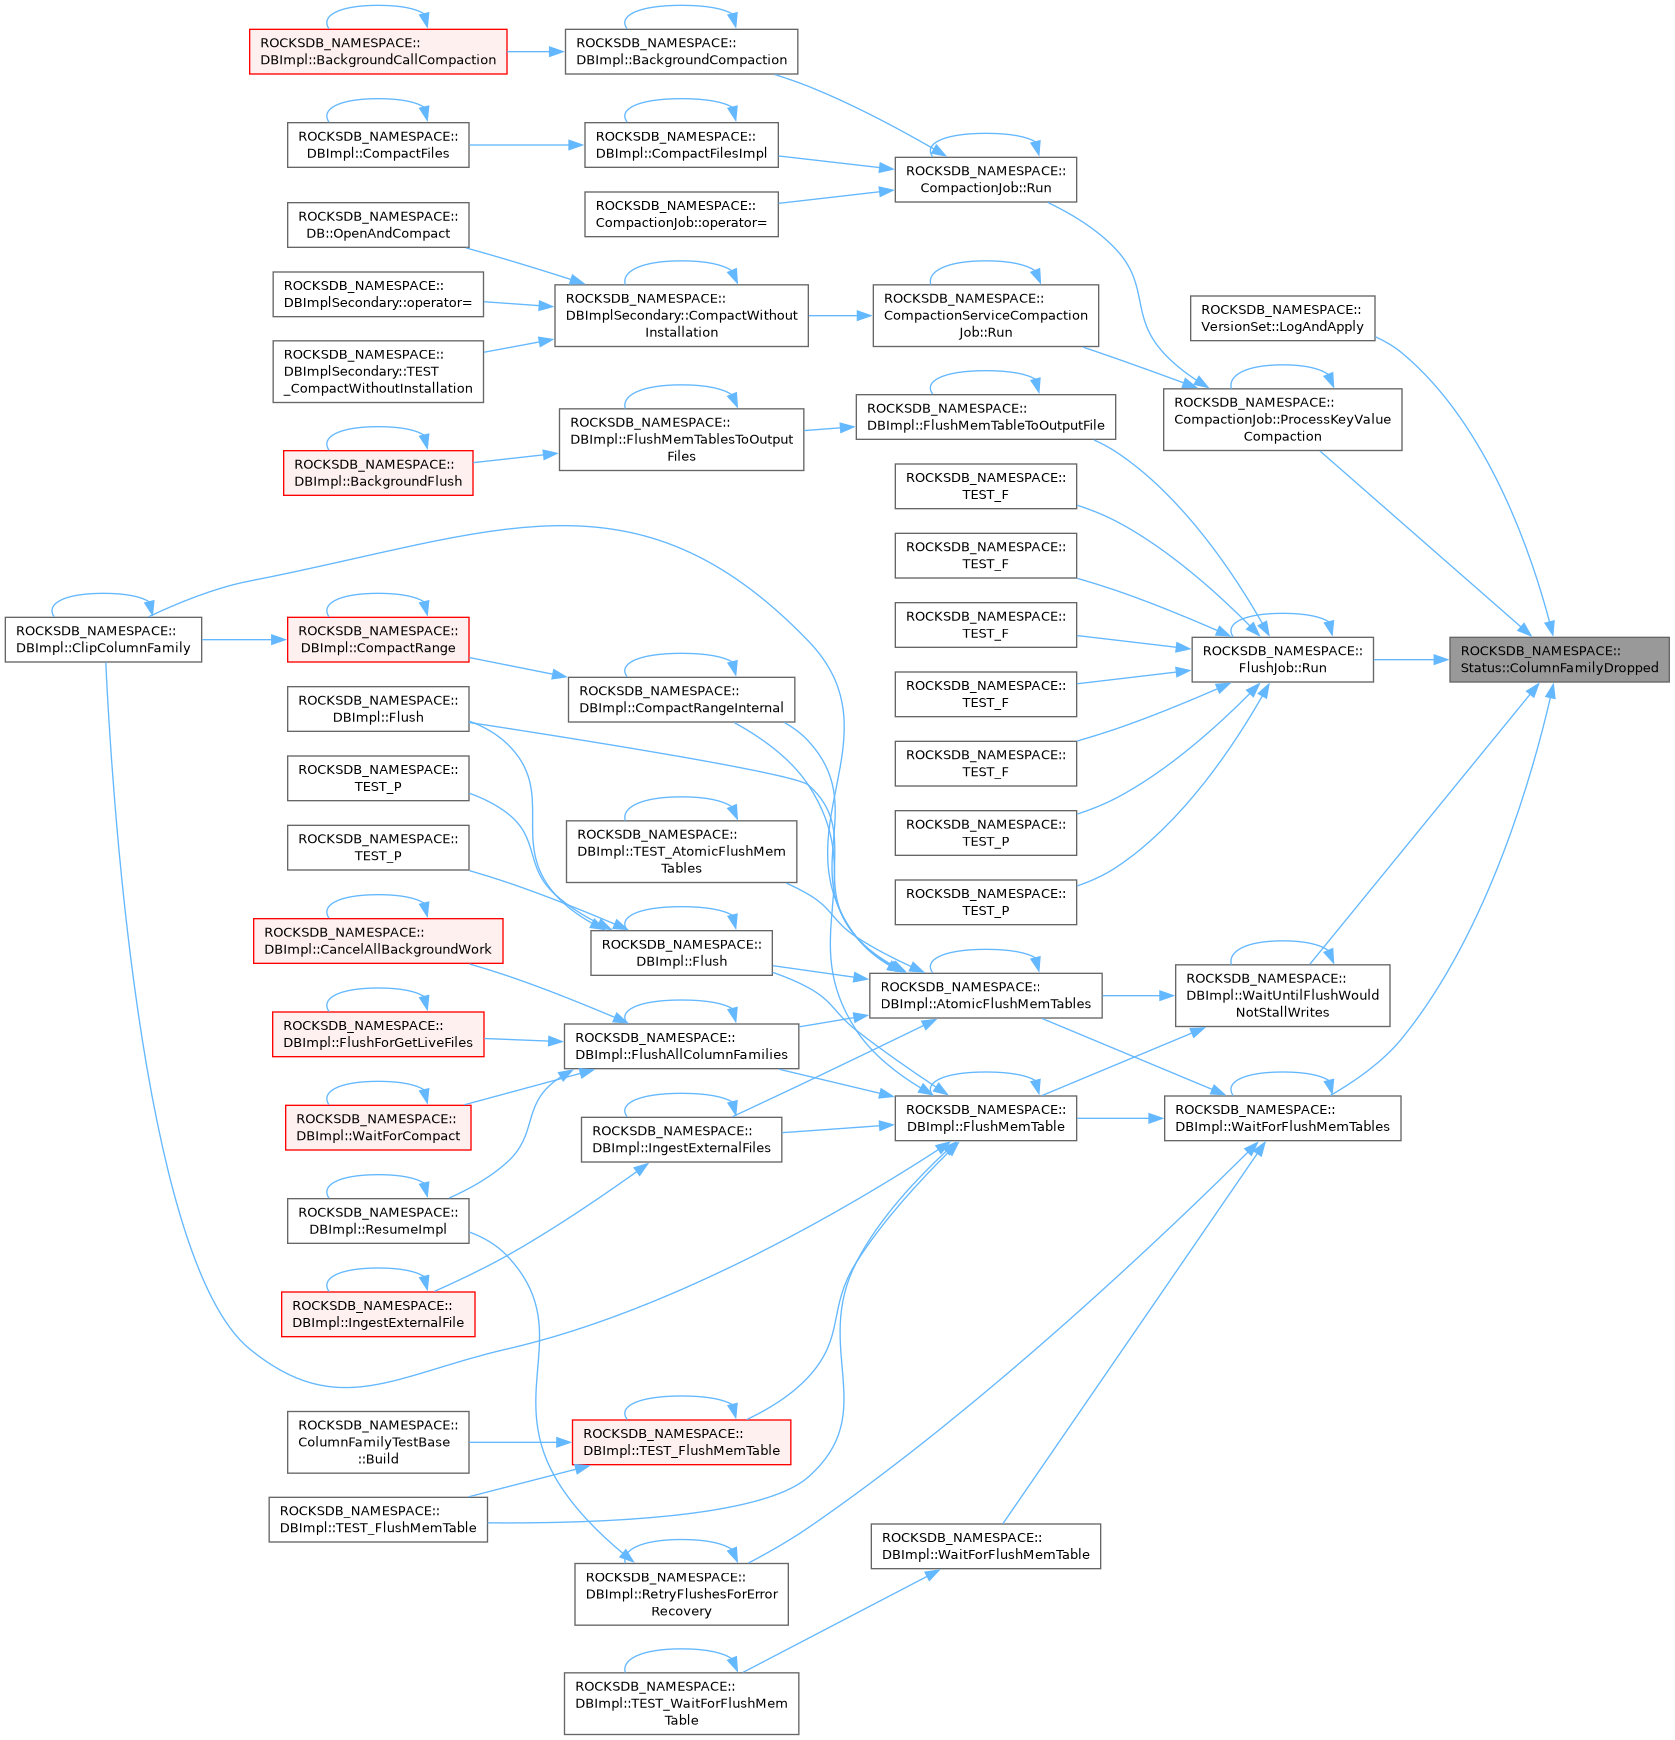 ROCKSDB_NAMESPACE::
DBImpl::BackgroundCallCompaction
ROCKSDB_NAMESPACE::
DBImpl::BackgroundCompaction
ROCKSDB_NAMESPACE::
DBImpl::CompactFiles
ROCKSDB_NAMESPACE::
DBImpl::CompactFilesImpl
ROCKSDB_NAMESPACE::
CompactionJob::Run
ROCKSDB_NAMESPACE::
CompactionJob::operator=
ROCKSDB_NAMESPACE::
DB::OpenAndCompact
ROCKSDB_NAMESPACE::
DBImplSecondary::operator=
ROCKSDB_NAMESPACE::
DBImplSecondary::CompactWithout
Installation
ROCKSDB_NAMESPACE::
CompactionServiceCompaction
Job::Run
ROCKSDB_NAMESPACE::
VersionSet::LogAndApply
ROCKSDB_NAMESPACE::
DBImplSecondary::TEST
_CompactWithoutInstallation
ROCKSDB_NAMESPACE::
CompactionJob::ProcessKeyValue
Compaction
ROCKSDB_NAMESPACE::
DBImpl::FlushMemTablesToOutput
Files
ROCKSDB_NAMESPACE::
DBImpl::FlushMemTableToOutputFile
ROCKSDB_NAMESPACE::
DBImpl::BackgroundFlush
ROCKSDB_NAMESPACE::
TEST_F
ROCKSDB_NAMESPACE::
TEST_F
ROCKSDB_NAMESPACE::
TEST_F
ROCKSDB_NAMESPACE::
TEST_F
ROCKSDB_NAMESPACE::
TEST_F
ROCKSDB_NAMESPACE::
TEST_P
ROCKSDB_NAMESPACE::
TEST_P
ROCKSDB_NAMESPACE::
FlushJob::Run
ROCKSDB_NAMESPACE::
Status::ColumnFamilyDropped
ROCKSDB_NAMESPACE::
DBImpl::ClipColumnFamily
ROCKSDB_NAMESPACE::
DBImpl::CompactRange
ROCKSDB_NAMESPACE::
DBImpl::CompactRangeInternal
ROCKSDB_NAMESPACE::
DBImpl::Flush
ROCKSDB_NAMESPACE::
TEST_P
ROCKSDB_NAMESPACE::
TEST_P
ROCKSDB_NAMESPACE::
DBImpl::TEST_AtomicFlushMem
Tables
ROCKSDB_NAMESPACE::
DBImpl::CancelAllBackgroundWork
ROCKSDB_NAMESPACE::
DBImpl::Flush
ROCKSDB_NAMESPACE::
DBImpl::AtomicFlushMemTables
ROCKSDB_NAMESPACE::
DBImpl::WaitUntilFlushWould
NotStallWrites
ROCKSDB_NAMESPACE::
DBImpl::FlushForGetLiveFiles
ROCKSDB_NAMESPACE::
DBImpl::FlushAllColumnFamilies
ROCKSDB_NAMESPACE::
DBImpl::WaitForCompact
ROCKSDB_NAMESPACE::
DBImpl::IngestExternalFiles
ROCKSDB_NAMESPACE::
DBImpl::FlushMemTable
ROCKSDB_NAMESPACE::
DBImpl::WaitForFlushMemTables
ROCKSDB_NAMESPACE::
DBImpl::ResumeImpl
ROCKSDB_NAMESPACE::
DBImpl::IngestExternalFile
ROCKSDB_NAMESPACE::
ColumnFamilyTestBase
::Build
ROCKSDB_NAMESPACE::
DBImpl::TEST_FlushMemTable
ROCKSDB_NAMESPACE::
DBImpl::TEST_FlushMemTable
ROCKSDB_NAMESPACE::
DBImpl::WaitForFlushMemTable
ROCKSDB_NAMESPACE::
DBImpl::RetryFlushesForError
Recovery
ROCKSDB_NAMESPACE::
DBImpl::TEST_WaitForFlushMem
Table